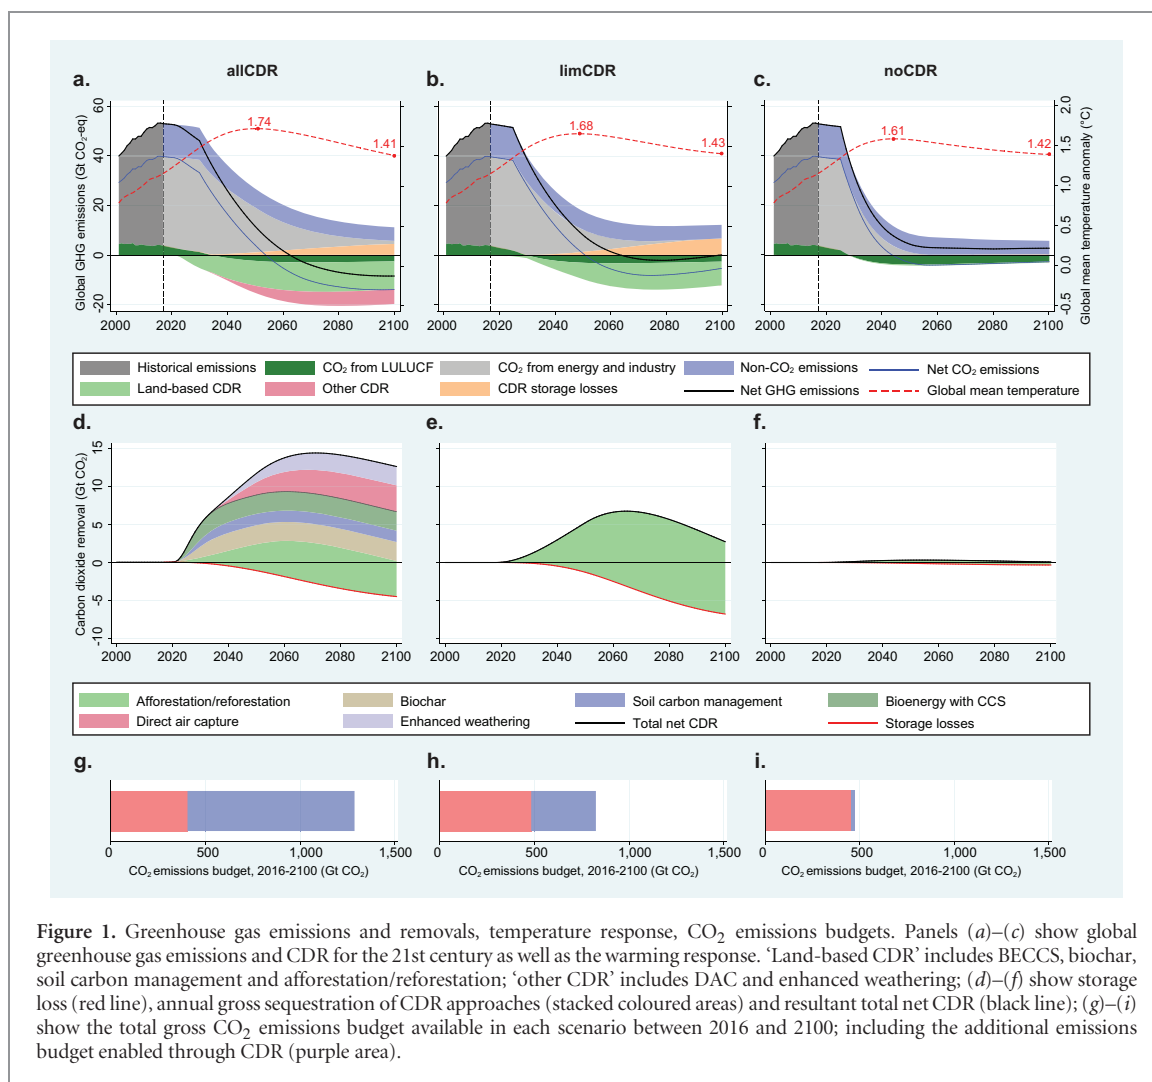 a.
allCDR
b.
limCDR
c.
noCDR
Global GHG emissions (Gt CO₂-eq)
60
40
20
0
-20
1.74
1.41
1.68
1.43
1.61
1.42
2.0
1.5
1.0
0.5
0.0
-0.5
Global mean temperature anomaly (°C)
2000 2020 2040 2060 2080 2100
2000 2020 2040 2060 2080 2100
2000 2020 2040 2060 2080 2100
Historical emissions
CO₂ from LULUCF
CO₂ from energy and industry
Non-CO₂ emissions
Net CO₂ emissions
Land-based CDR
Other CDR
CDR storage losses
Net GHG emissions
Global mean temperature
d.
e.
f.
Carbon dioxide removal (Gt CO₂)
15
10
5
0
-5
-10
2000 2020 2040 2060 2080 2100
2000 2020 2040 2060 2080 2100
2000 2020 2040 2060 2080 2100
Afforestation/reforestation
Biochar
Soil carbon management
Bioenergy with CCS
Direct air capture
Enhanced weathering
Total net CDR
Storage losses
g.
h.
i.
0 500 1,000 1,500
0 500 1,000 1,500
0 500 1,000 1,500
CO₂ emissions budget, 2016-2100 (Gt CO₂)
CO₂ emissions budget, 2016-2100 (Gt CO₂)
CO₂ emissions budget, 2016-2100 (Gt CO₂)
Figure 1. Greenhouse gas emissions and removals, temperature response, CO₂ emissions budgets. Panels (a)–(c) show global
greenhouse gas emissions and CDR for the 21st century as well as the warming response. ‘Land-based CDR’ includes BECCS, biochar,
soil carbon management and afforestation/reforestation; ‘other CDR’ includes DAC and enhanced weathering; (d)–(f) show storage
loss (red line), annual gross sequestration of CDR approaches (stacked coloured areas) and resultant total net CDR (black line); (g)–(i)
show the total gross CO₂ emissions budget available in each scenario between 2016 and 2100; including the additional emissions
budget enabled through CDR (purple area).